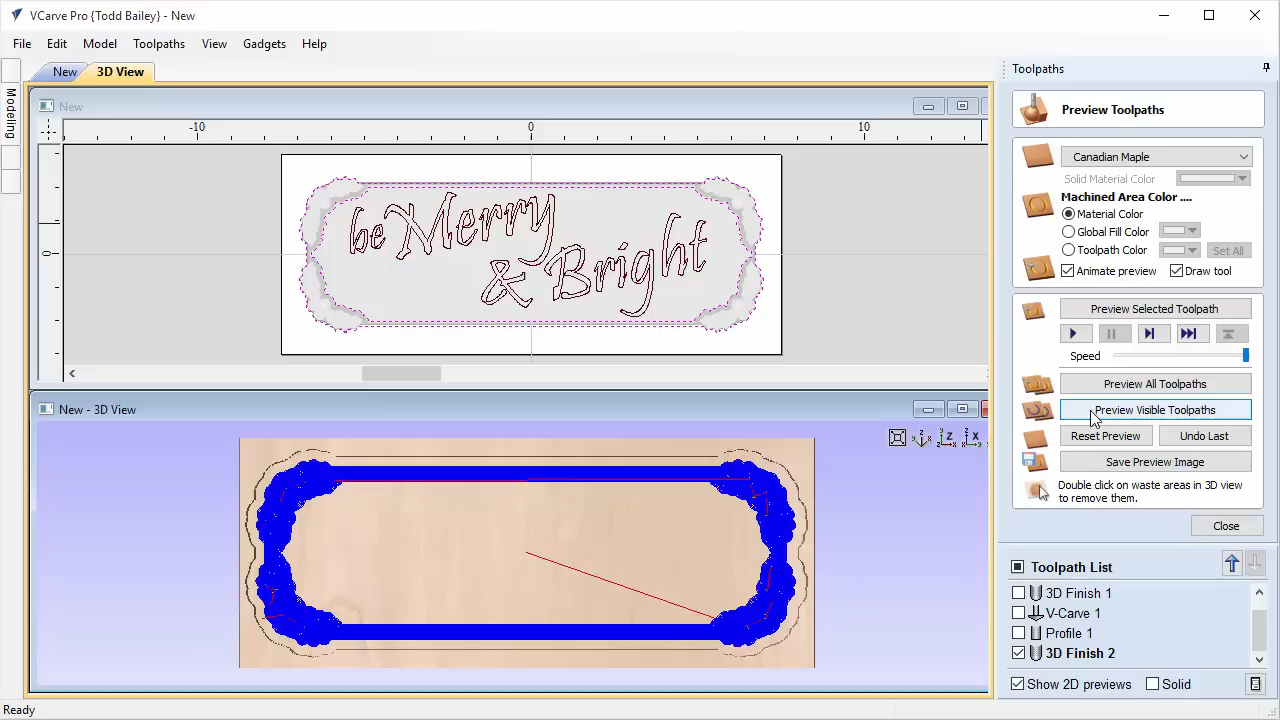 VCarve Pro {Todd Bailey} - New
File Edit Model Toolpaths View Gadgets Help
New 3D View
Modeling
New
-10 0 10
0
be Merry
& Bright
New - 3D View
Toolpaths
Preview Toolpaths
Canadian Maple
Solid Material Color
Machined Area Color ....
Material Color
Global Fill Color
Toolpath Color Set All
Animate preview Draw tool
Preview Selected Toolpath
Speed
Preview All Toolpaths
Preview Visible Toolpaths
Reset Preview Undo Last
Save Preview Image
Double click on waste areas in 3D view
to remove them.
Close
Toolpath List
3D Finish 1
V-Carve 1
Profile 1
3D Finish 2
Show 2D previews Solid
Ready